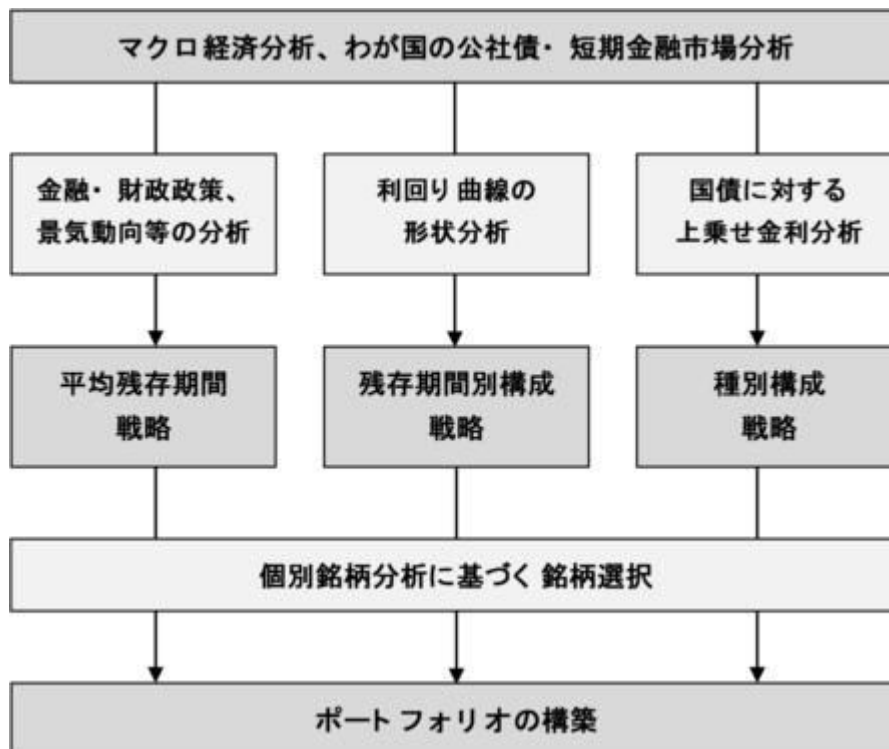 マクロ経済分析、わが国の公社債・短期金融市場分析
金融・財政政策、
景気動向等の分析
利回り曲線の
形状分析
国債に対する
上乗せ金利分析
平均残存期間
戦略
残存期間別構成
戦略
種別構成
戦略
個別銘柄分析に基づく銘柄選択
ポートフォリオの構築